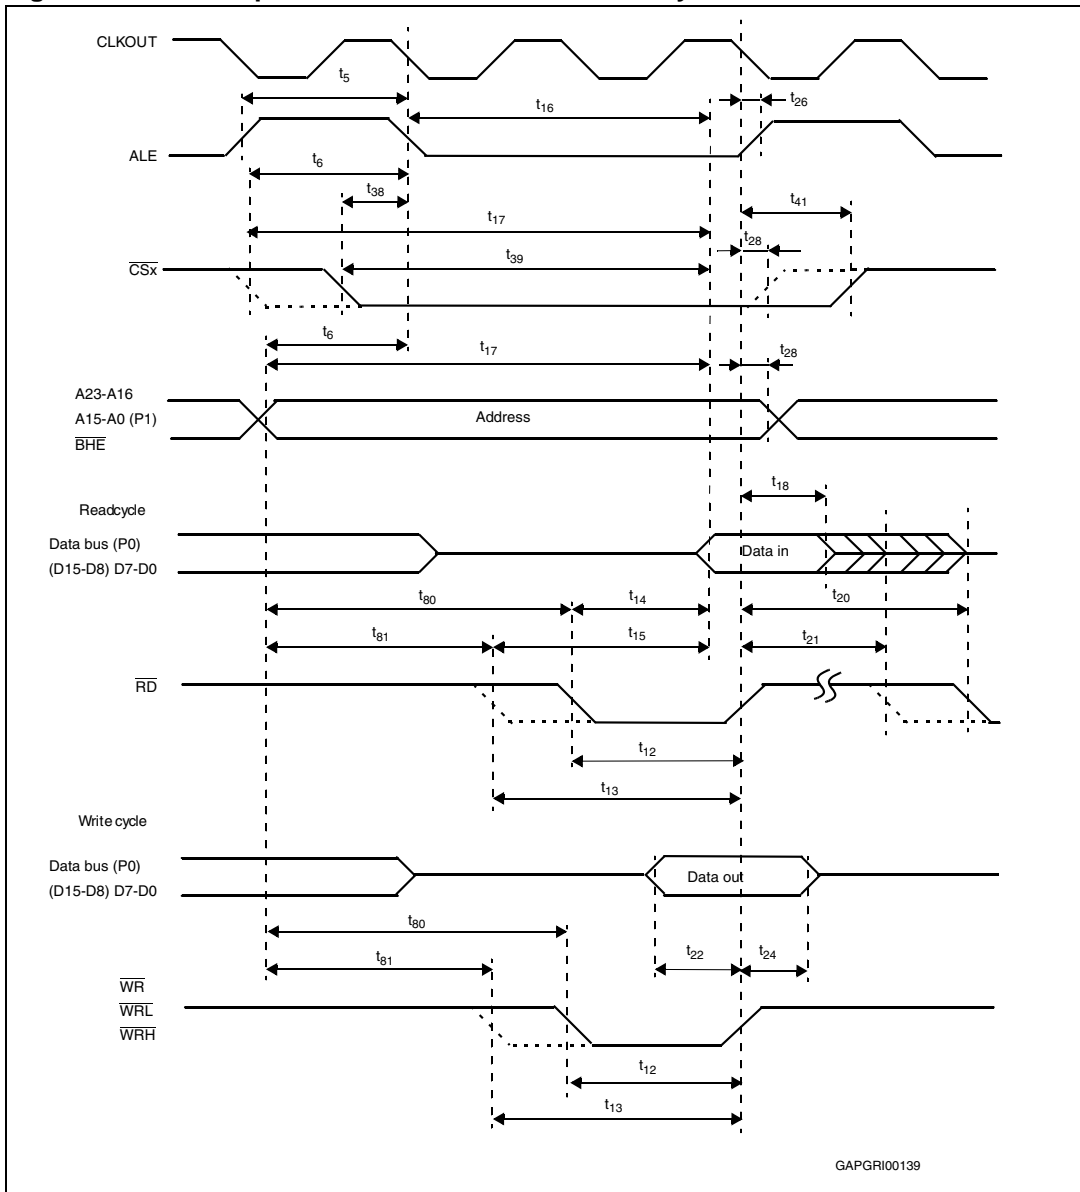 CLKOUT
t5
t16
t26
ALE
t6
t38
t41
t17
t28
CSx
t39
t6
t17
t28
A23-A16
A15-A0 (P1)
Address
BHE
t18
Readcycle
Data bus (P0)
Data in
(D15-D8) D7-D0
t80
t14
t20
t81
t15
t21
RD
t12
t13
Write cycle
Data bus (P0)
Data out
(D15-D8) D7-D0
t80
t22
t24
t81
WR
WRL
WRH
t12
t13
GAPGRI00139